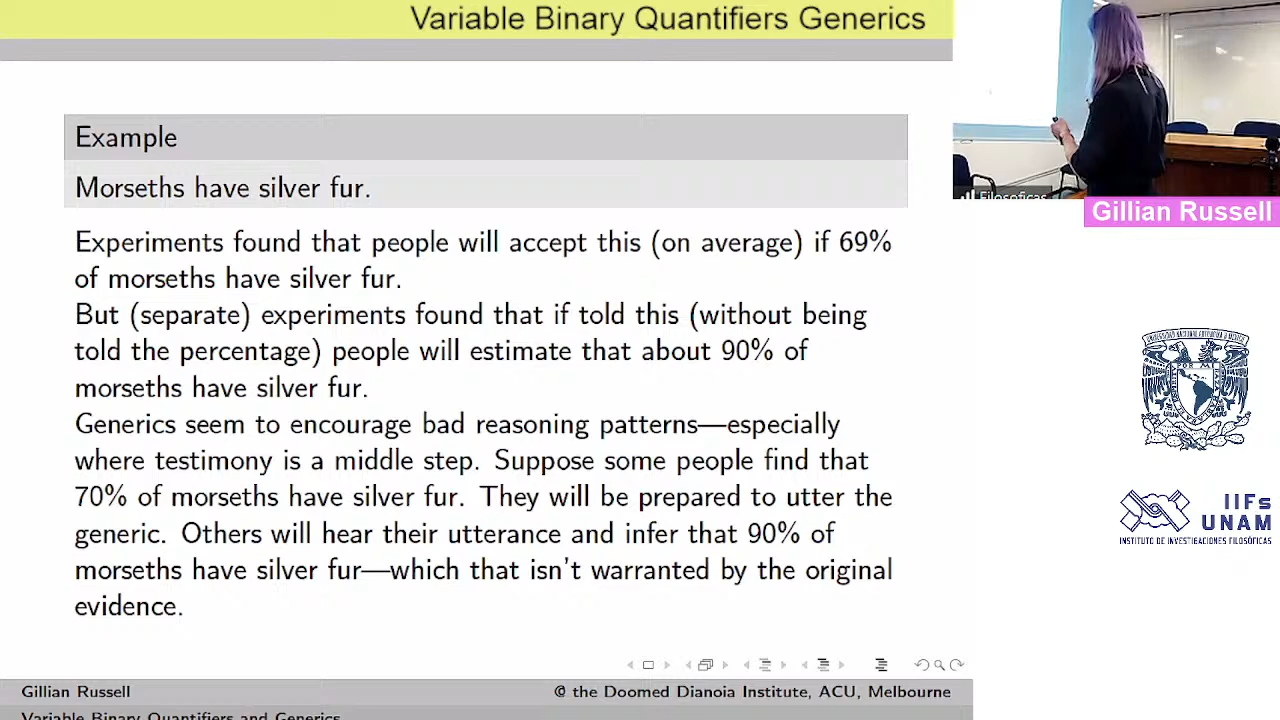 Variable Binary Quantifiers Generics
Example
Morseths have silver fur.
Experiments found that people will accept this (on average) if 69%
of morseths have silver fur.
But (separate) experiments found that if told this (without being
told the percentage) people will estimate that about 90% of
morseths have silver fur.
Generics seem to encourage bad reasoning patterns—especially
where testimony is a middle step. Suppose some people find that
70% of morseths have silver fur. They will be prepared to utter the
generic. Others will hear their utterance and infer that 90% of
morseths have silver fur—which that isn't warranted by the original
evidence.
Gillian Russell
© the Doomed Dianoia Institute, ACU, Melbourne
Variable Binary Quantifiers and Generics
Filosoficas
Gillian Russell
IIFs
UNAM
INSTITUTO DE INVESTIGACIONES FILOSÓFICAS